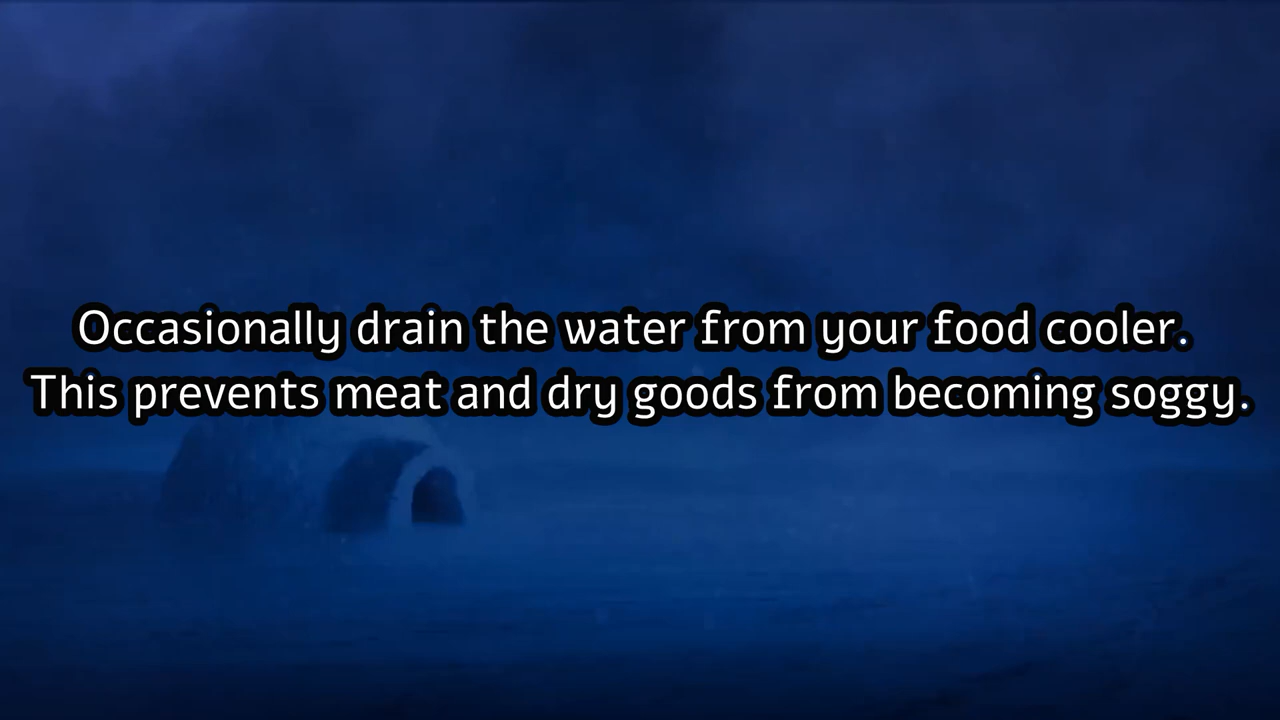 Occasionally drain the water from your food cooler.
This prevents meat and dry goods from becoming soggy.